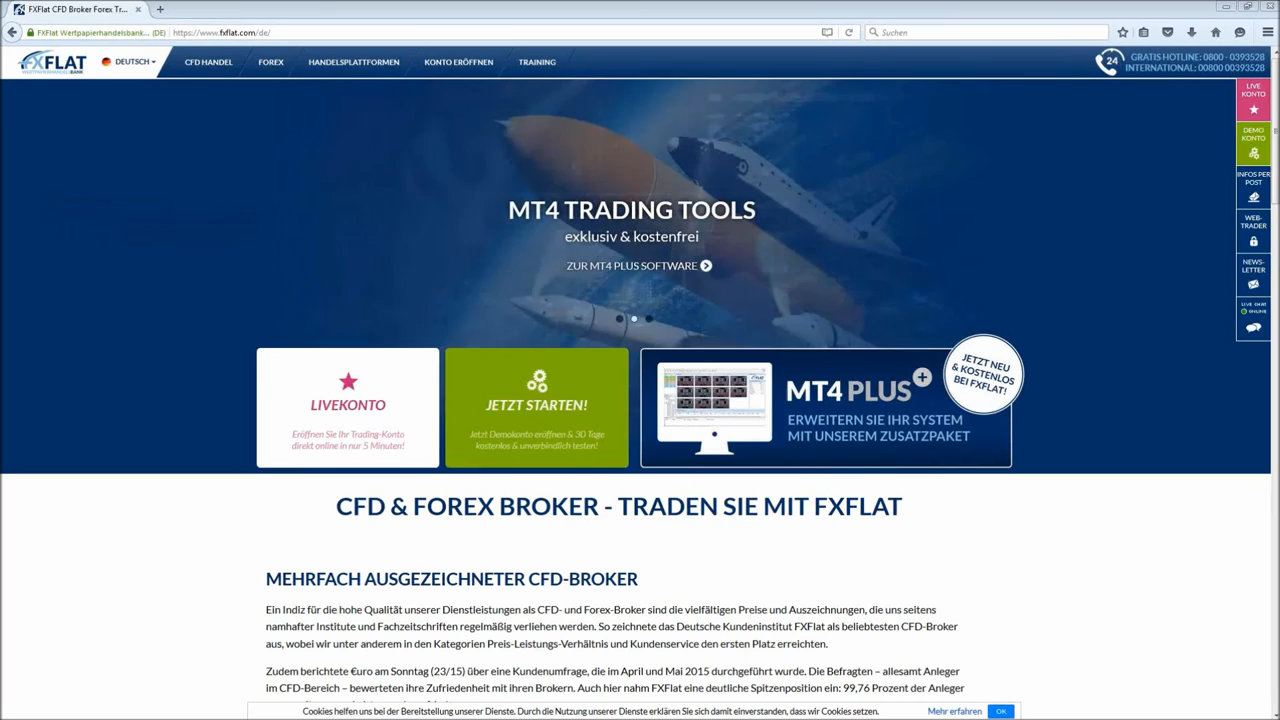 FXFlat CFD Broker Forex Tr...
FXFlat Wertpapierhandelsbank... (DE)
https://www.fxflat.com/de/
Suchen
FXFLAT
WERTPAPIERHANDELSBANK
DEUTSCH
CFD HANDEL
FOREX
HANDELSPLATTFORMEN
KONTO ERÖFFNEN
TRAINING
24
GRATIS HOTLINE: 0800 - 0393528
INTERNATIONAL: 00800 00393528
LIVE
KONTO
DEMO
KONTO
INFOS PER
POST
WEB-
TRADER
NEWS-
LETTER
LIVE CHAT
ONLINE
MT4 TRADING TOOLS
exklusiv & kostenfrei
ZUR MT4 PLUS SOFTWARE
LIVEKONTO
Eröffnen Sie Ihr Trading-Konto
direkt online in nur 5 Minuten!
JETZT STARTEN!
Jetzt Demokonto eröffnen & 30 Tage
kostenlos & unverbindlich testen!
MT4 PLUS+
ERWEITERN SIE IHR SYSTEM
MIT UNSEREM ZUSATZPAKET
JETZT NEU
& KOSTENLOS
BEI FXFLAT!
CFD & FOREX BROKER - TRADEN SIE MIT FXFLAT
MEHRFACH AUSGEZEICHNETER CFD-BROKER
Ein Indiz für die hohe Qualität unserer Dienstleistungen als CFD- und Forex-Broker sind die vielfältigen Preise und Auszeichnungen, die uns seitens
namhafter Institute und Fachzeitschriften regelmäßig verliehen werden. So zeichnete das Deutsche Kundeninstitut FXFlat als beliebtesten CFD-Broker
aus, wobei wir unter anderem in den Kategorien Preis-Leistungs-Verhältnis und Kundenservice den ersten Platz erreichten.
Zudem berichtete €uro am Sonntag (23/15) über eine Kundenumfrage, die im April und Mai 2015 durchgeführt wurde. Die Befragten – allesamt Anleger
im CFD-Bereich – bewerteten ihre Zufriedenheit mit ihren Brokern. Auch hier nahm FXFlat eine deutliche Spitzenposition ein: 99,76 Prozent der Anleger
Cookies helfen uns bei der Bereitstellung unserer Dienste. Durch die Nutzung unserer Dienste erklären Sie sich damit einverstanden, dass wir Cookies setzen.
Mehr erfahren
OK